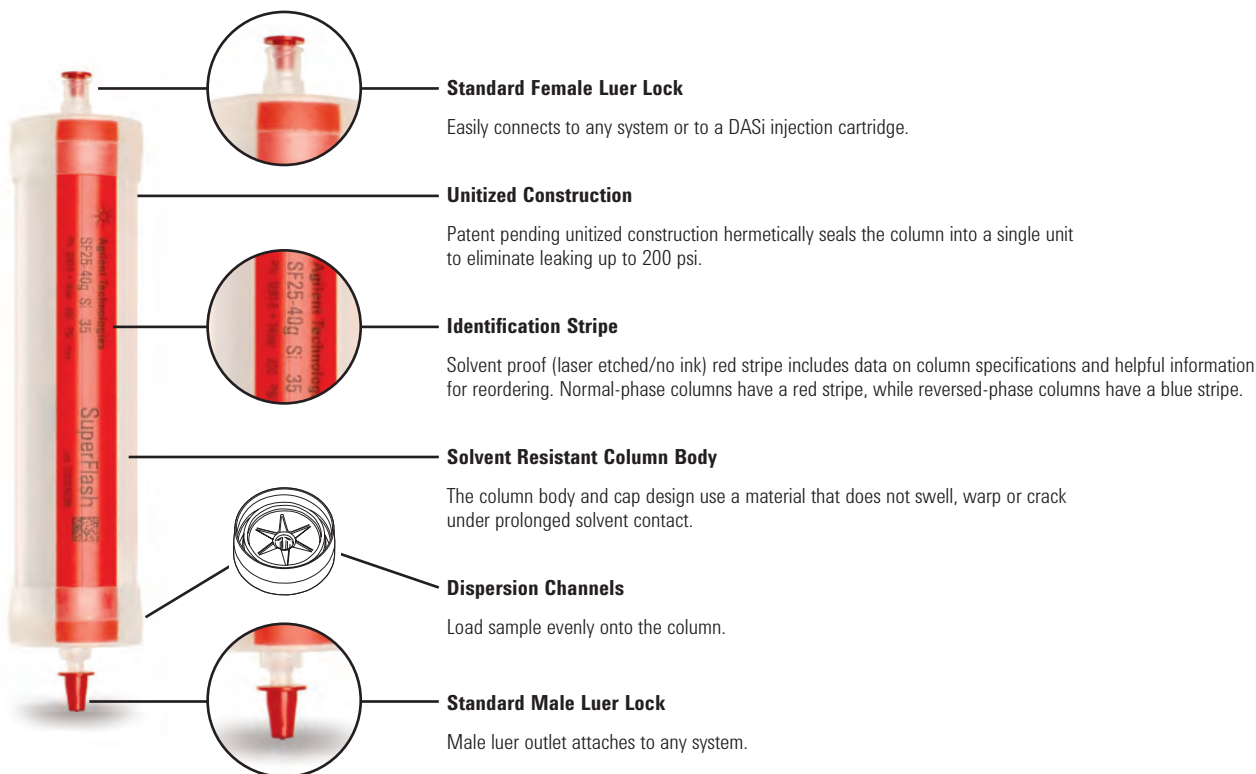 Standard Female Luer Lock
Easily connects to any system or to a DASi injection cartridge.
Unitized Construction
Patent pending unitized construction hermetically seals the column into a single unit
to eliminate leaking up to 200 psi.
Agilent Technologies
SF25-40g Si 35
SuperFlash
Agilent Technolog
SF25-40g Si 35
Identification Stripe
Solvent proof (laser etched/no ink) red stripe includes data on column specifications and helpful information
for reordering. Normal-phase columns have a red stripe, while reversed-phase columns have a blue stripe.
Solvent Resistant Column Body
The column body and cap design use a material that does not swell, warp or crack
under prolonged solvent contact.
Dispersion Channels
Load sample evenly onto the column.
Standard Male Luer Lock
Male luer outlet attaches to any system.